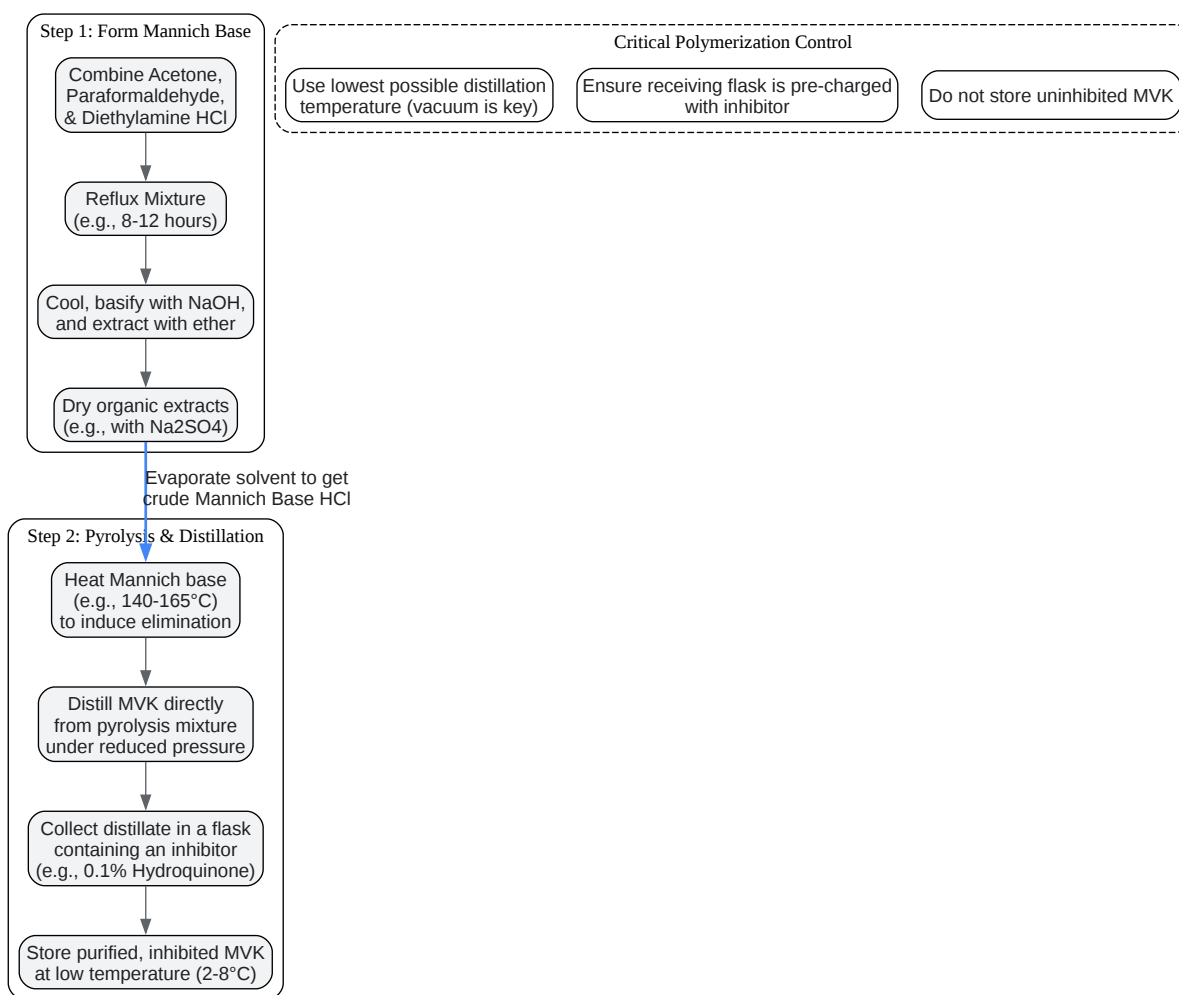 Step 1: Form Mannich Base
Combine Acetone,
Paraformaldehyde,
& Diethylamine HCl
Reflux Mixture
(e.g., 8-12 hours)
Cool, basify with NaOH,
and extract with ether
Dry organic extracts
(e.g., with Na2SO4)
Critical Polymerization Control
Use lowest possible distillation
temperature (vacuum is key)
Ensure receiving flask is pre-charged
with inhibitor
Do not store uninhibited MVK
Evaporate solvent to get
crude Mannich Base HCl
Step 2: Pyrolysis & Distillation
Heat Mannich base
(e.g., 140-165°C)
to induce elimination
Distill MVK directly
from pyrolysis mixture
under reduced pressure
Collect distillate in a flask
containing an inhibitor
(e.g., 0.1% Hydroquinone)
Store purified, inhibited MVK
at low temperature (2-8°C)